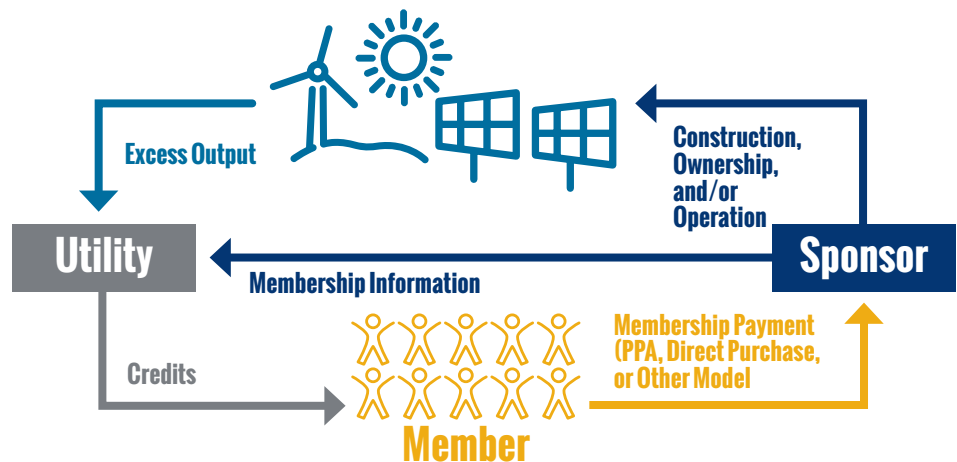 Excess Output
Construction,
Ownership,
and/or
Operation
Utility
Sponsor
Membership Information
Credits
Membership Payment
(PPA, Direct Purchase,
or Other Model
Member